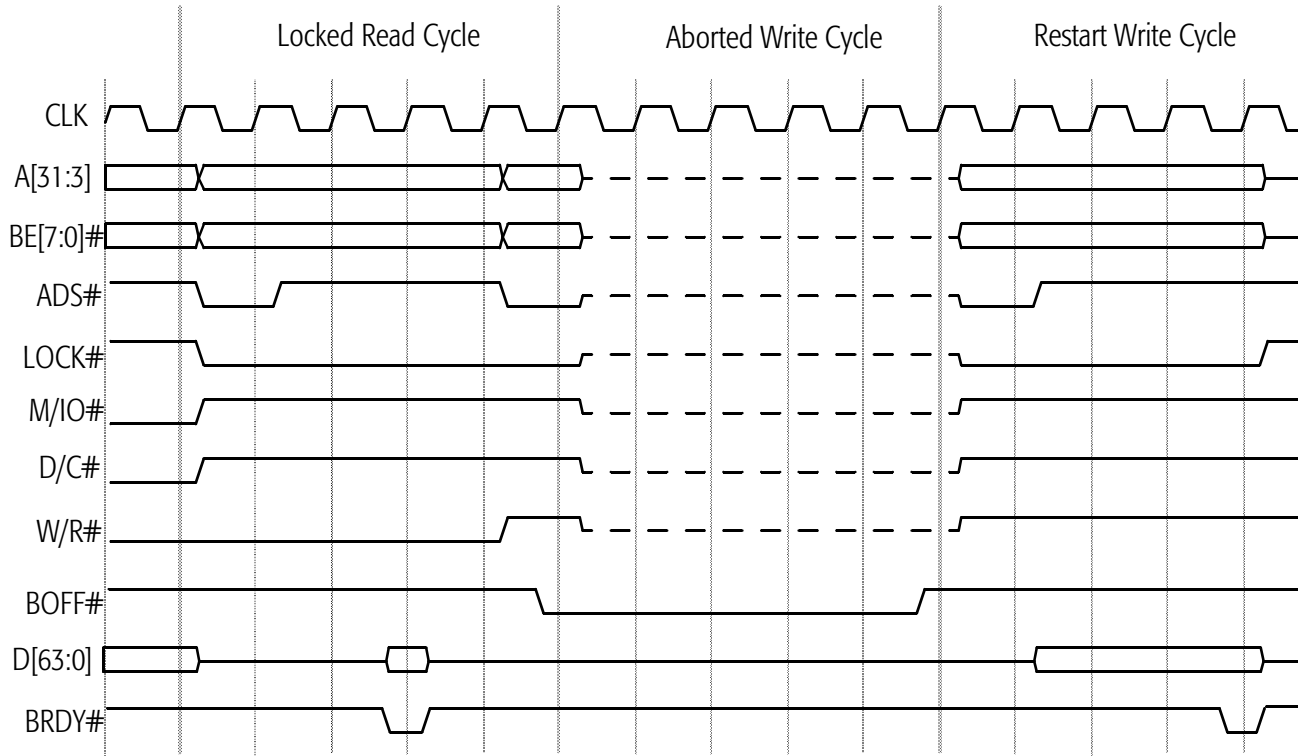 Locked Read Cycle Aborted Write Cycle Restart Write Cycle
CLK
A[31:3]
BE[7:0]#
ADS#
LOCK#
M/IO#
D/C#
W/R#
BOFF#
D[63:0]
BRDY#